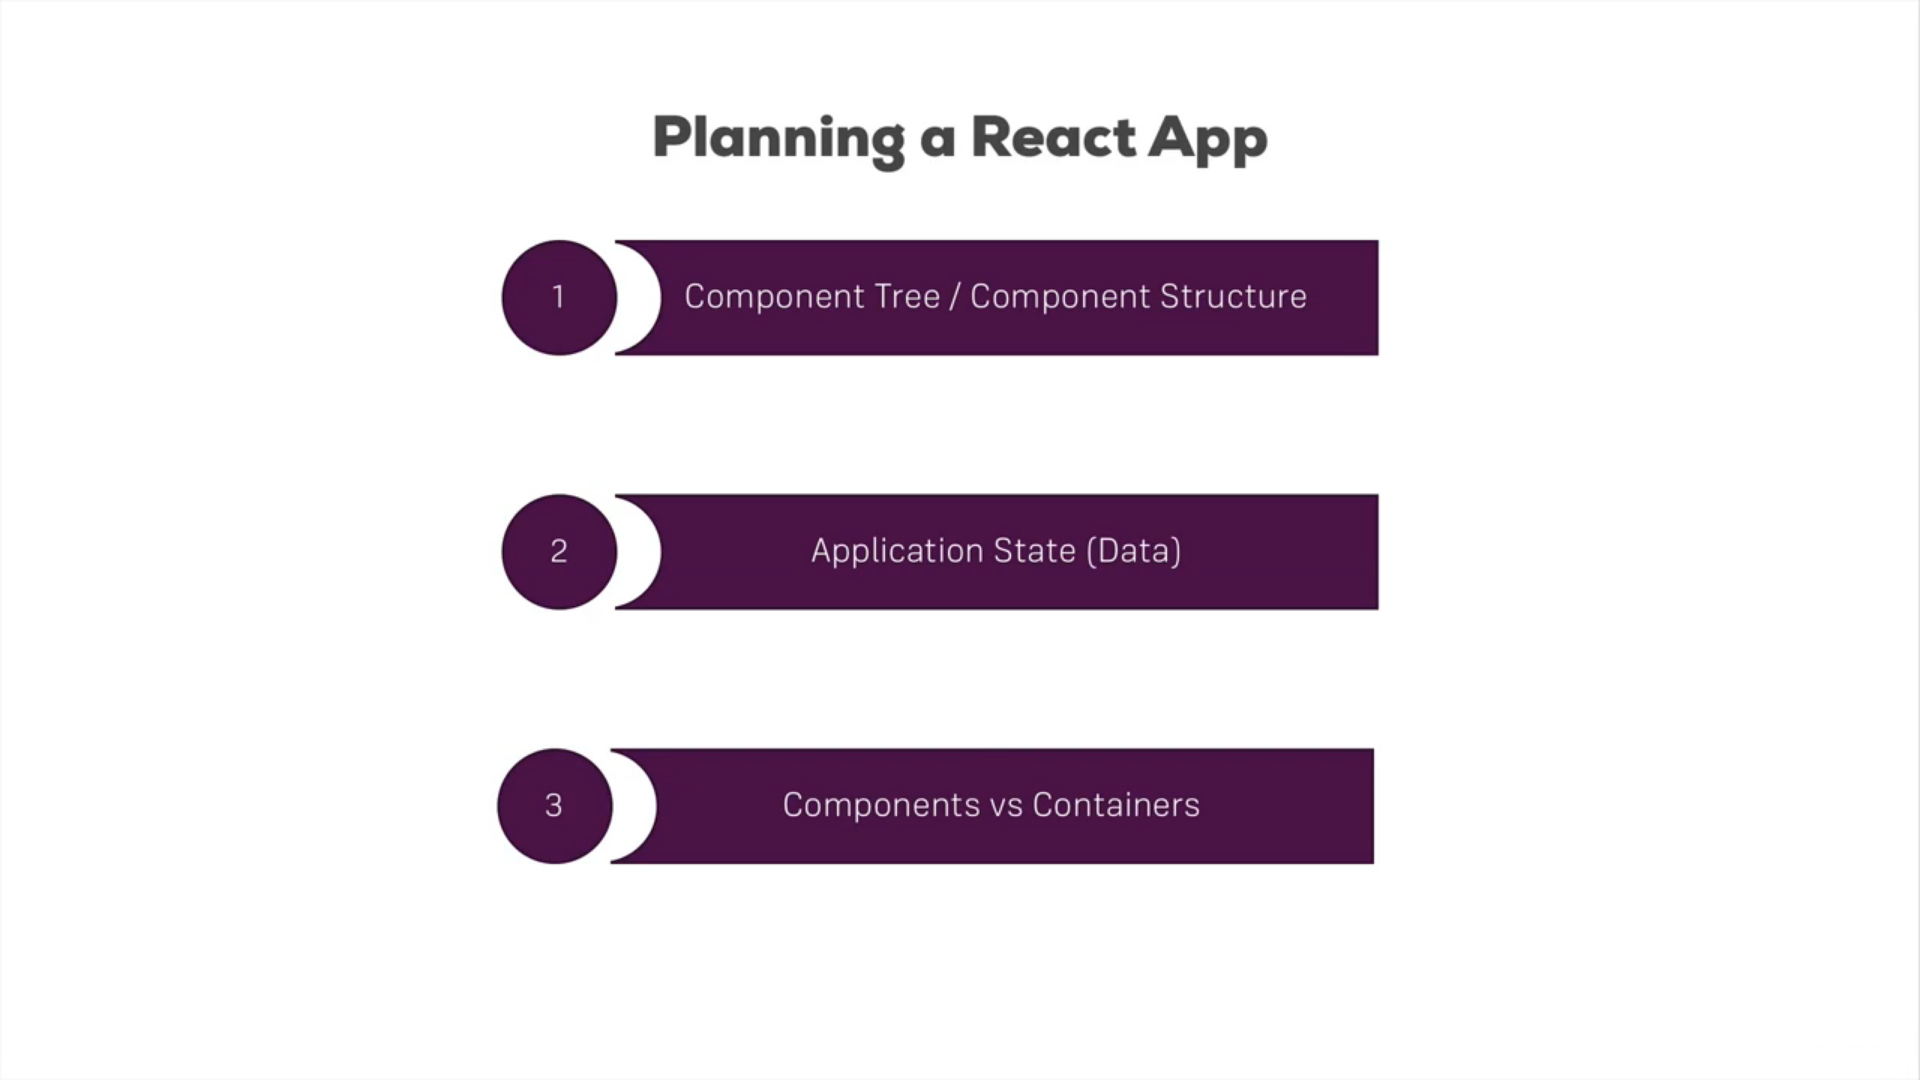 Planning a React App
1
Component Tree / Component Structure
2
Application State (Data)
3
Components vs Containers